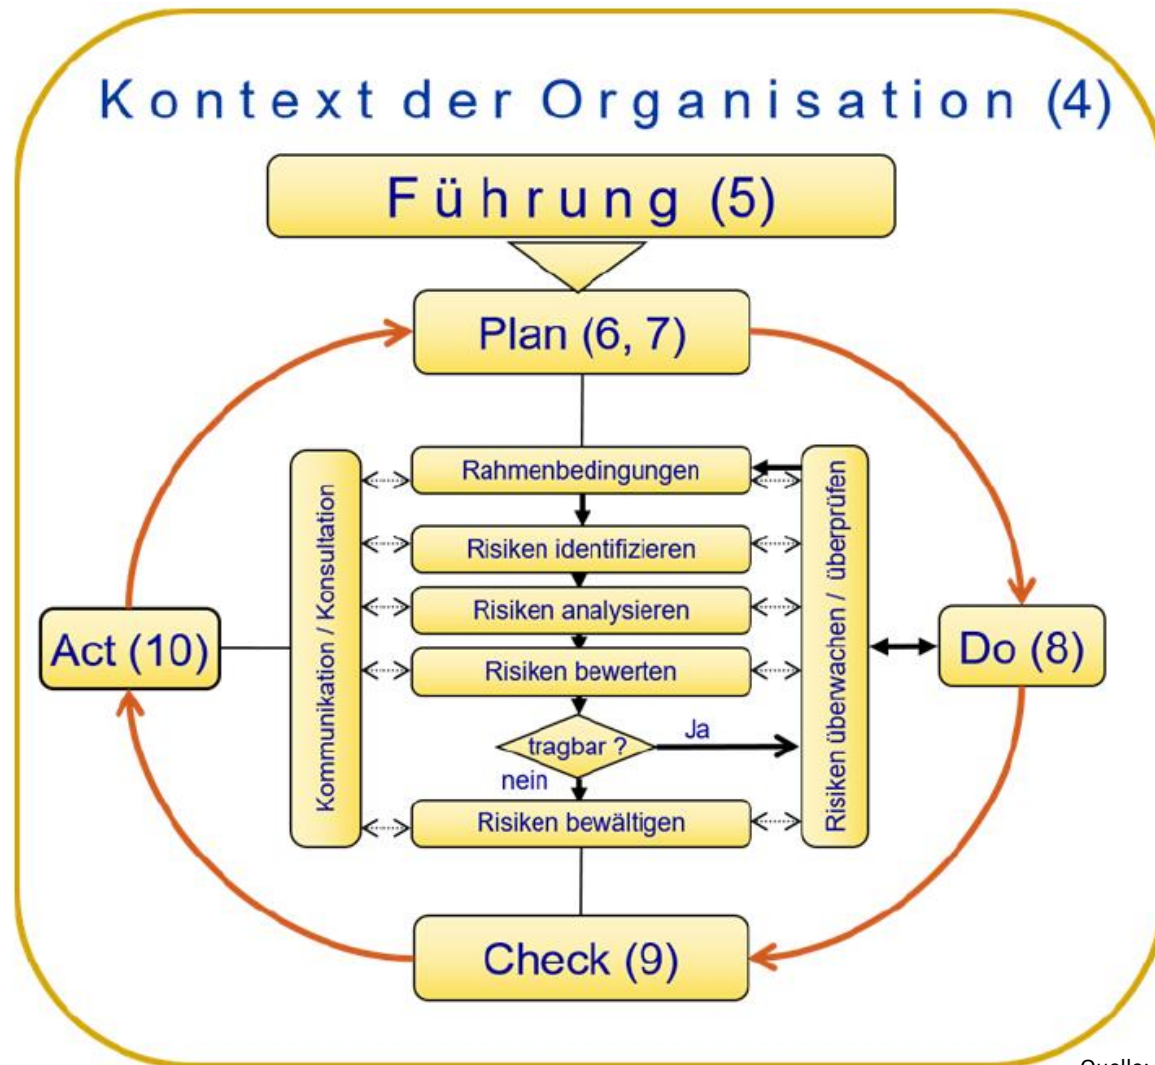 Kontext der Organisation (4)
Führung (5)
Plan (6, 7)
Rahmenbedingungen
Risiken identifizieren
Risiken analysieren
Risiken bewerten
tragbar ?
Ja
nein
Risiken bewältigen
Kommunikation / Konsultation
Risiken überwachen / überprüfen
Act (10)
Do (8)
Check (9)